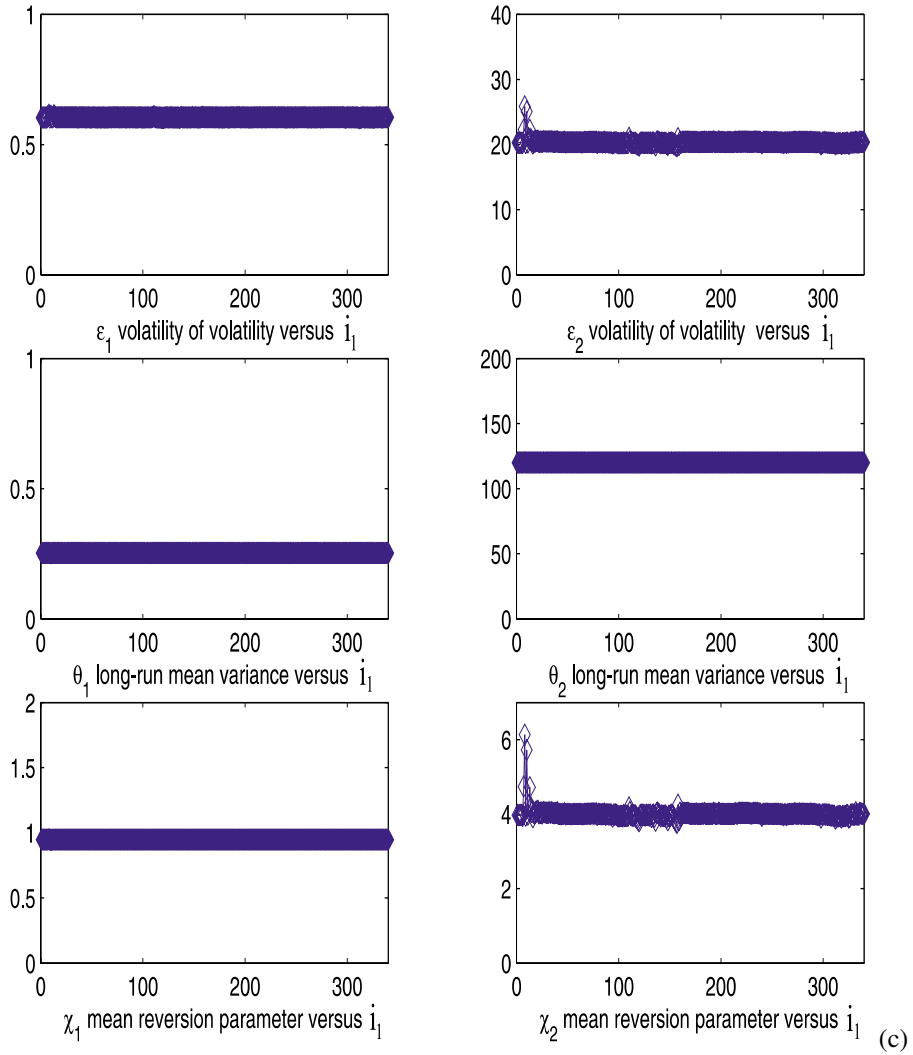 1
0.5
0
0 100 200 300
ε1 volatility of volatility versus i1
40
30
20
10
0
0 100 200 300
ε2 volatility of volatility versus i1
1
0.5
0
0 100 200 300
θ1 long-run mean variance versus i1
200
150
100
50
0
0 100 200 300
θ2 long-run mean variance versus i1
2
1.5
1
0.5
0
0 100 200 300
χ1 mean reversion parameter versus i1
6
4
2
0
0 100 200 300
χ2 mean reversion parameter versus i1
(c)